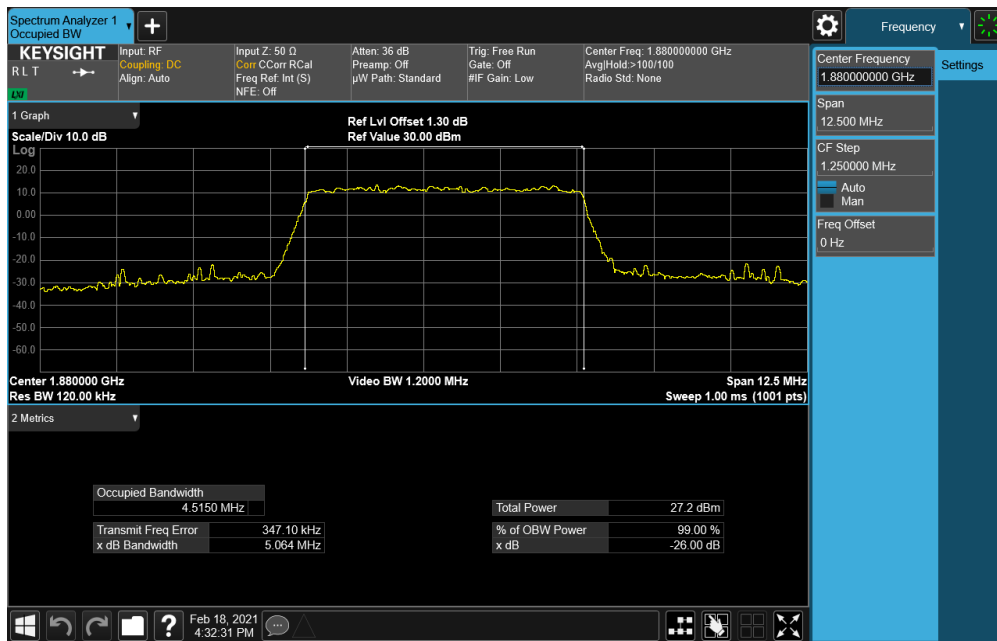 Spectrum Analyzer 1
Occupied BW
Frequency
KEYSIGHT
R L T
LXI
Input: RF
Coupling: DC
Align: Auto
Input Z: 50 Ω
Corr CCorr RCal
Freq Ref: Int (S)
NFE: Off
Atten: 36 dB
Preamp: Off
µW Path: Standard
Trig: Free Run
Gate: Off
#IF Gain: Low
Center Freq: 1.880000000 GHz
Avg|Hold:>100/100
Radio Std: None
Center Frequency
1.880000000 GHz
Settings
Span
12.500 MHz
CF Step
1.250000 MHz
Auto
Man
Freq Offset
0 Hz
1 Graph
Scale/Div 10.0 dB
Ref Lvl Offset 1.30 dB
Ref Value 30.00 dBm
Log
20.0
10.0
0.00
-10.0
-20.0
-30.0
-40.0
-50.0
-60.0
Center 1.880000 GHz
Video BW 1.2000 MHz
Span 12.5 MHz
Res BW 120.00 kHz
Sweep 1.00 ms (1001 pts)
2 Metrics
Occupied Bandwidth
4.5150 MHz
Transmit Freq Error 347.10 kHz
x dB Bandwidth 5.064 MHz
Total Power 27.2 dBm
% of OBW Power 99.00 %
x dB -26.00 dB
?
Feb 18, 2021
4:32:31 PM